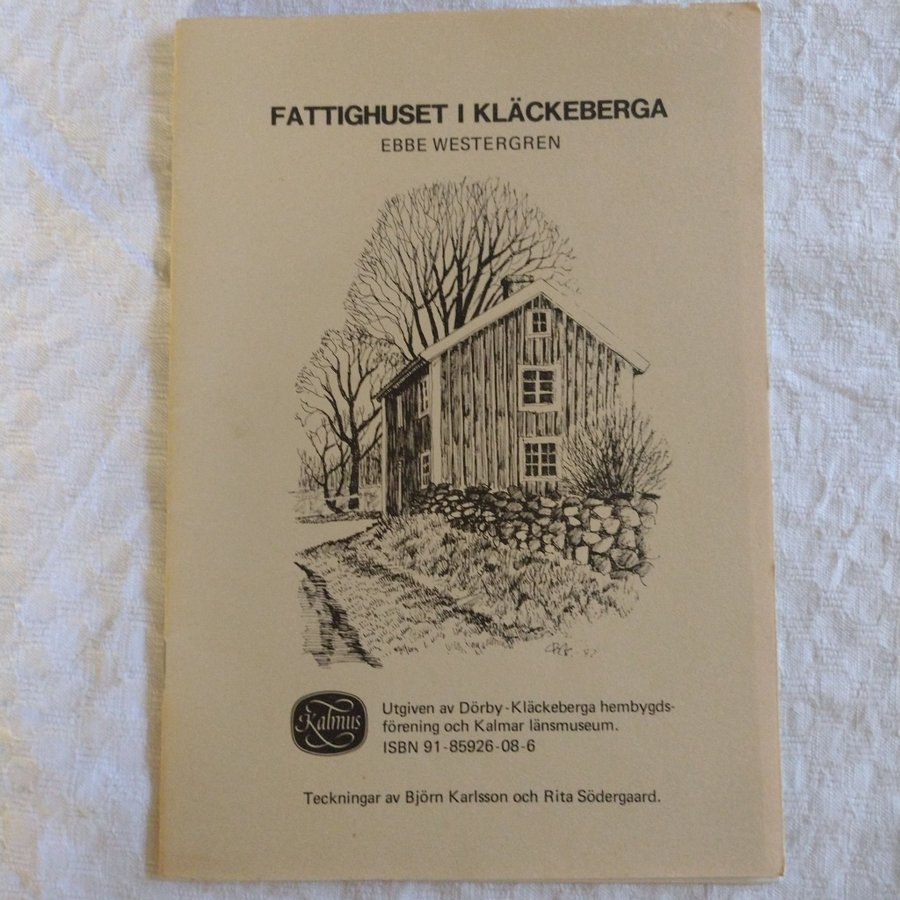 FATTIGHUSET I KLÄCKEBERGA
EBBE WESTERGREN
Kalmus
Utgiven av Dörby-Kläckeberga hembygds-
förening och Kalmar länsmuseum.
ISBN 91-85926-08-6
Teckningar av Björn Karlsson och Rita Södergaard.